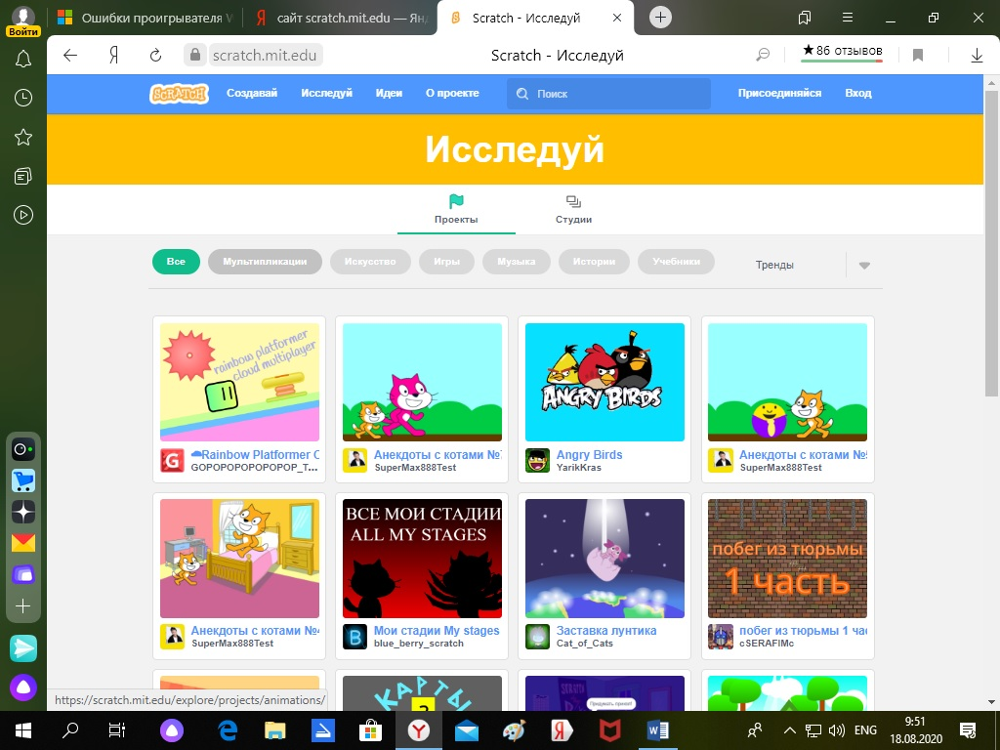 Войти
Ошибки проигрывателя W
сайт scratch.mit.edu — Янд
Scratch - Исследуй
scratch.mit.edu
Scratch - Исследуй
★86 отзывов
SCRATCH
Создавай
Исследуй
Идеи
О проекте
Поиск
Присоединяйся
Вход
Исследуй
Проекты
Студии
Все
Мультипликации
Искусство
Игры
Музыка
Истории
Учебники
Тренды
rainbow platformer
cloud multiplayer
ANGRY BIRDS
☁Rainbow Platformer C
GOPOPOPOPOPOPOP_T...
Анекдоты с котами №
SuperMax888Test
Angry Birds
YarikKras
Анекдоты с котами №
SuperMax888Test
ВСЕ МОИ СТАДИИ
ALL MY STAGES
побег из тюрьмы
1 часть
Анекдоты с котами №
SuperMax888Test
Мои стадии My stages
blue_berry_scratch
Заставка лунтика
Cat_of_Cats
побег из тюрьмы 1 час
cSERAFIMc
КАРТЫ
Придумать прикол!
https://scratch.mit.edu/explore/projects/animations/
ENG
9:51
18.08.2020